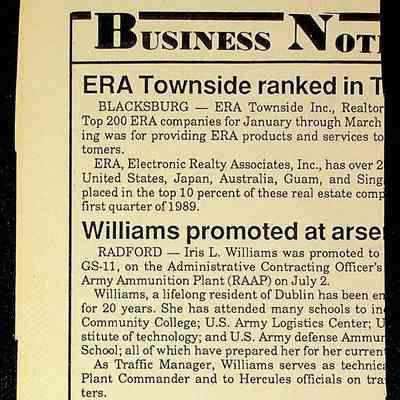 BUSINESS NOT
ERA Townside ranked in T
BLACKSBURG — ERA Townside Inc., Realtor
Top 200 ERA companies for January through March
ing was for providing ERA products and services to
tomers.
ERA, Electronic Realty Associates, Inc., has over 2
United States, Japan, Australia, Guam, and Sing
placed in the top 10 percent of these real estate comp
first quarter of 1989.
Williams promoted at arse
RADFORD — Iris L. Williams was promoted to
GS-11, on the Administrative Contracting Officer's
Army Ammunition Plant (RAAP) on July 2.
Williams, a lifelong resident of Dublin has been en
for 20 years. She has attended many schools to in
Community College; U.S. Army Logistics Center; U
stitute of technology; and U.S. Army defense Ammun
School; all of which have prepared her for her current
As Traffic Manager, Williams serves as technica
Plant Commander and to Hercules officials on tra
ters.